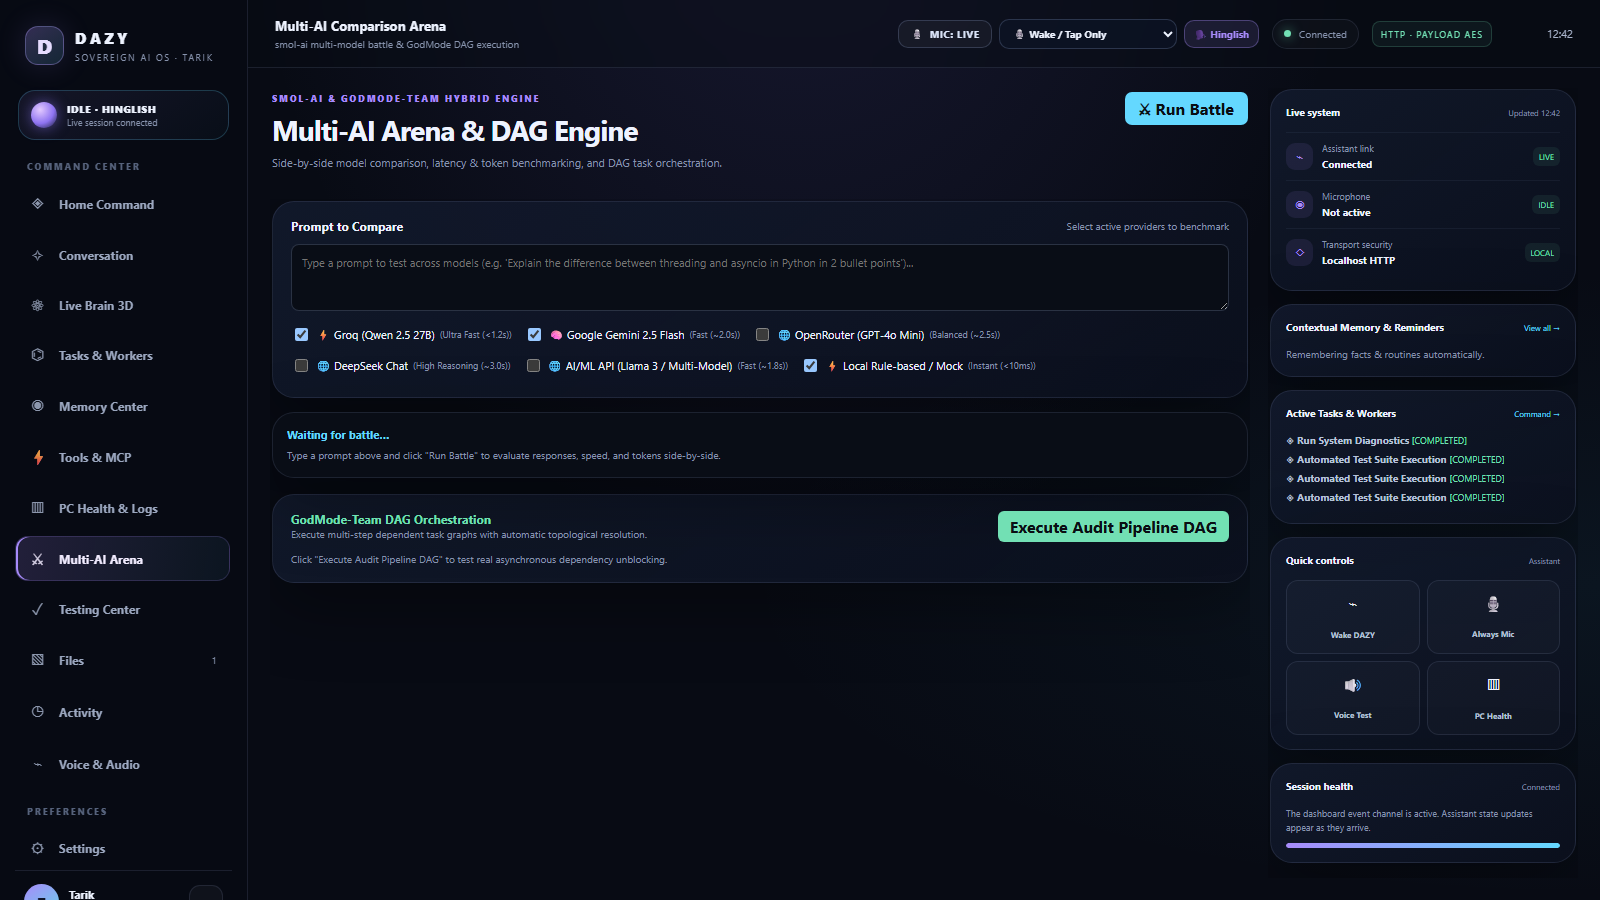 D
DAZY
SOVEREIGN AI OS · TARIK
IDLE · HINGLISH
Live session connected
COMMAND CENTER
Home Command
Conversation
Live Brain 3D
Tasks & Workers
Memory Center
Tools & MCP
PC Health & Logs
Multi-AI Arena
Testing Center
Files 1
Activity
Voice & Audio
PREFERENCES
Settings
Tarik
Multi-AI Comparison Arena
smol-ai multi-model battle & GodMode DAG execution
MIC: LIVE
Wake / Tap Only
Hinglish
Connected
HTTP · PAYLOAD AES
12:42
SMOL-AI & GODMODE-TEAM HYBRID ENGINE
Multi-AI Arena & DAG Engine
Side-by-side model comparison, latency & token benchmarking, and DAG task orchestration.
Run Battle
Prompt to Compare
Select active providers to benchmark
Type a prompt to test across models (e.g. 'Explain the difference between threading and asyncio in Python in 2 bullet points')...
Groq (Qwen 2.5 27B) (Ultra Fast (<1.2s))
Google Gemini 2.5 Flash (Fast (~2.0s))
OpenRouter (GPT-4o Mini) (Balanced (~2.5s))
DeepSeek Chat (High Reasoning (~3.0s))
AI/ML API (Llama 3 / Multi-Model) (Fast (~1.8s))
Local Rule-based / Mock (Instant (<10ms))
Waiting for battle...
Type a prompt above and click "Run Battle" to evaluate responses, speed, and tokens side-by-side.
GodMode-Team DAG Orchestration
Execute multi-step dependent task graphs with automatic topological resolution.
Execute Audit Pipeline DAG
Click "Execute Audit Pipeline DAG" to test real asynchronous dependency unblocking.
Live system
Updated 12:42
Assistant link
Connected
LIVE
Microphone
Not active
IDLE
Transport security
Localhost HTTP
LOCAL
Contextual Memory & Reminders
View all →
Remembering facts & routines automatically.
Active Tasks & Workers
Command →
Run System Diagnostics [COMPLETED]
Automated Test Suite Execution [COMPLETED]
Automated Test Suite Execution [COMPLETED]
Automated Test Suite Execution [COMPLETED]
Quick controls
Assistant
Wake DAZY
Always Mic
Voice Test
PC Health
Session health
Connected
The dashboard event channel is active. Assistant state updates
appear as they arrive.